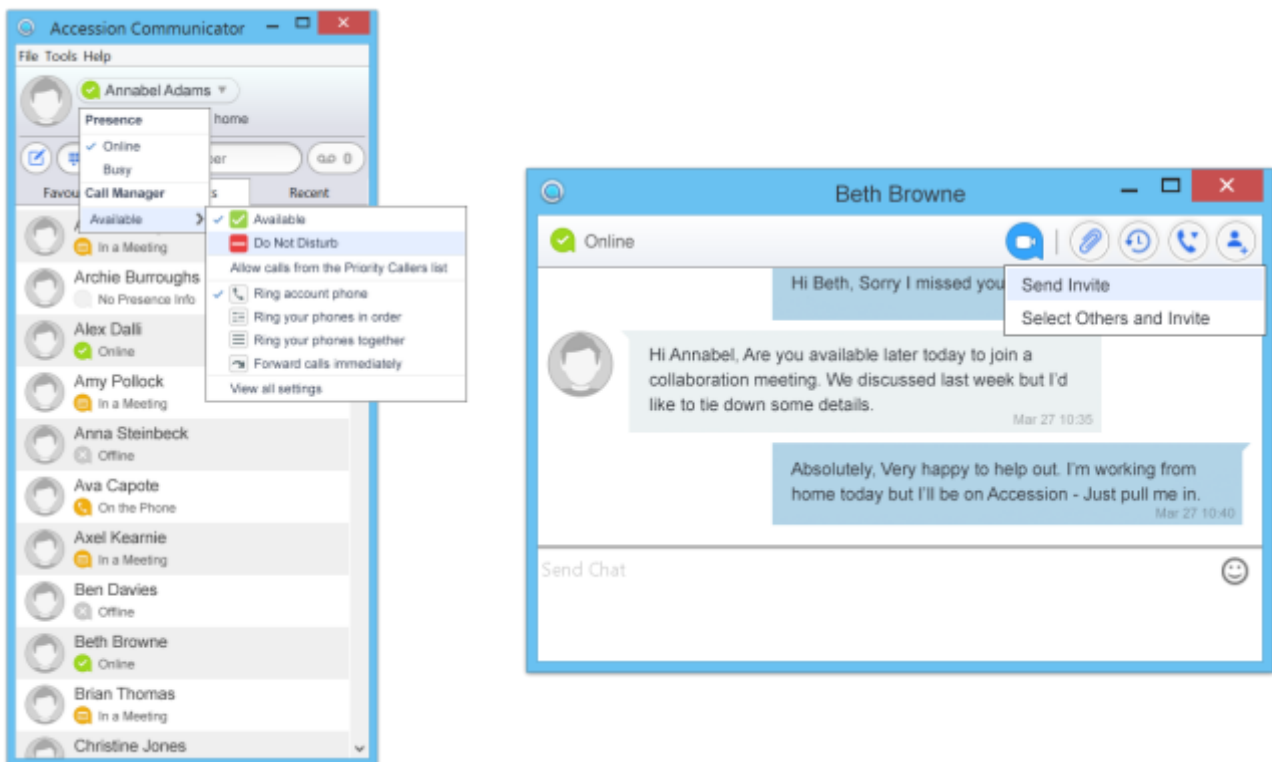 Accession Communicator
File Tools Help
Annabel Adams
home
Presence
Online
Busy
Call Manager
Available
0
Recent
Available
Do Not Disturb
Allow calls from the Priority Callers list
Ring account phone
Ring your phones in order
Ring your phones together
Forward calls immediately
View all settings
In a Meeting
Archie Burroughs
No Presence Info
Alex Dalli
Online
Amy Pollock
In a Meeting
Anna Steinbeck
Offline
Ava Capote
On the Phone
Axel Kearnie
In a Meeting
Ben Davies
Offline
Beth Browne
Online
Brian Thomas
In a Meeting
Christine Jones
Beth Browne
Online
Send Invite
Select Others and Invite
Hi Beth, Sorry I missed you
Hi Annabel, Are you available later today to join a
collaboration meeting. We discussed last week but I'd
like to tie down some details.
Mar 27 10:35
Absolutely, Very happy to help out. I'm working from
home today but I'll be on Accession - Just pull me in.
Mar 27 10:40
Send Chat